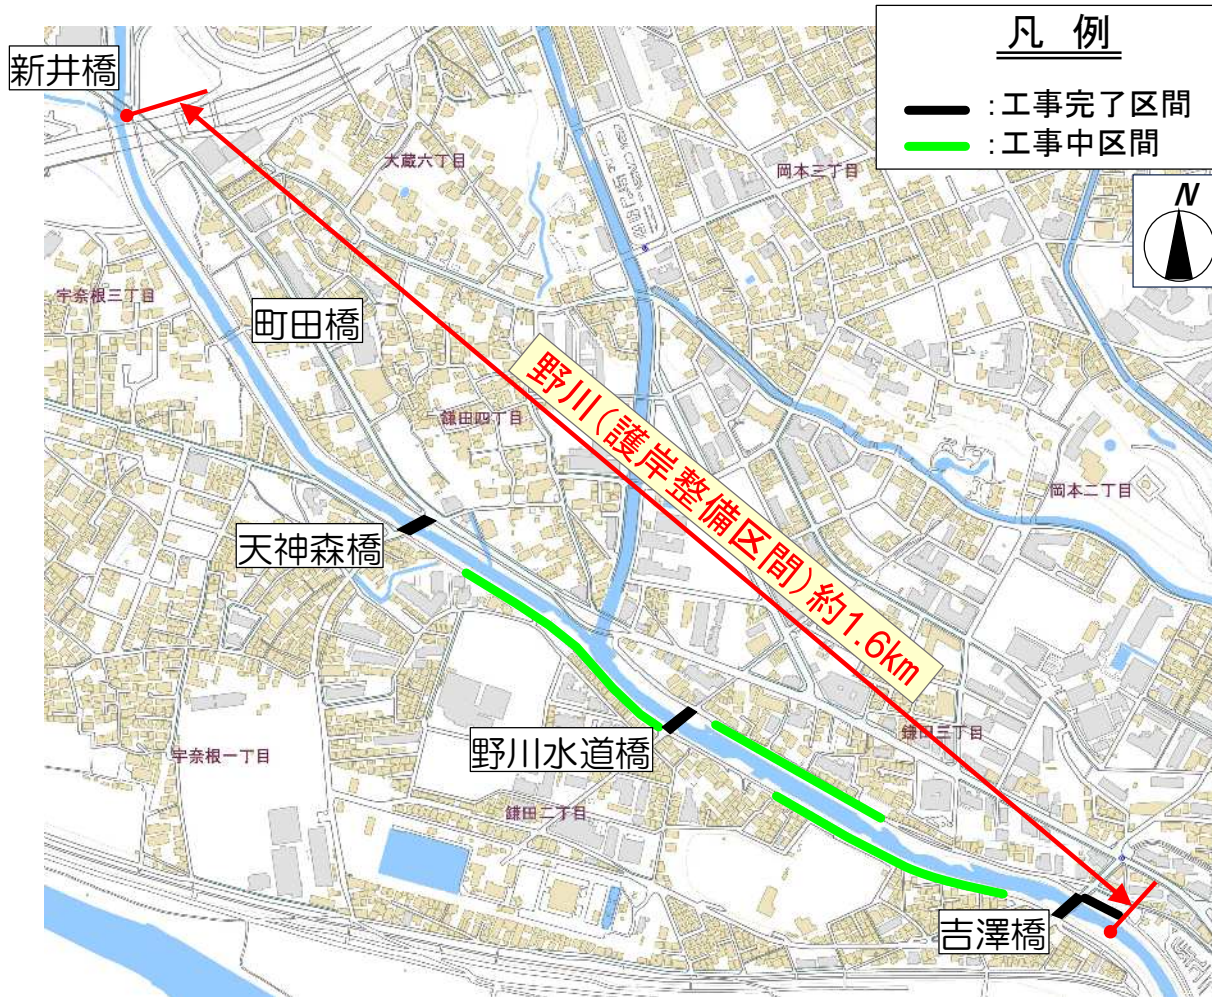 凡 例
:工事完了区間
:工事中区間
N
新井橋
大蔵六丁目
岡本三丁目
宇奈根三丁目
町田橋
鎌田四丁目
野川(護岸整備区間)約1.6km
岡本二丁目
天神森橋
鎌田三丁目
野川水道橋
宇奈根一丁目
鎌田二丁目
吉澤橋